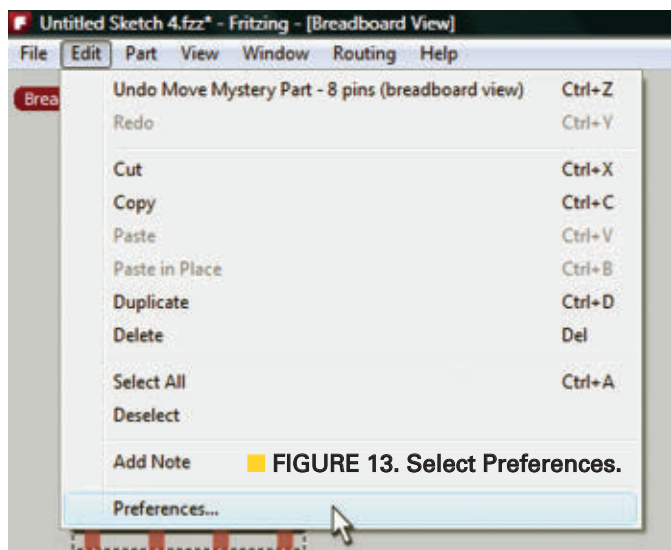 Untitled Sketch 4.fzz* - Fritzing - [Breadboard View]
File Edit Part View Window Routing Help
Brea
Undo Move Mystery Part - 8 pins (breadboard view) Ctrl+Z
Redo Ctrl+Y
Cut Ctrl+X
Copy Ctrl+C
Paste Ctrl+V
Paste in Place Ctrl+B
Duplicate Ctrl+D
Delete Del
Select All Ctrl+A
Deselect
Add Note
FIGURE 13. Select Preferences.
Preferences...